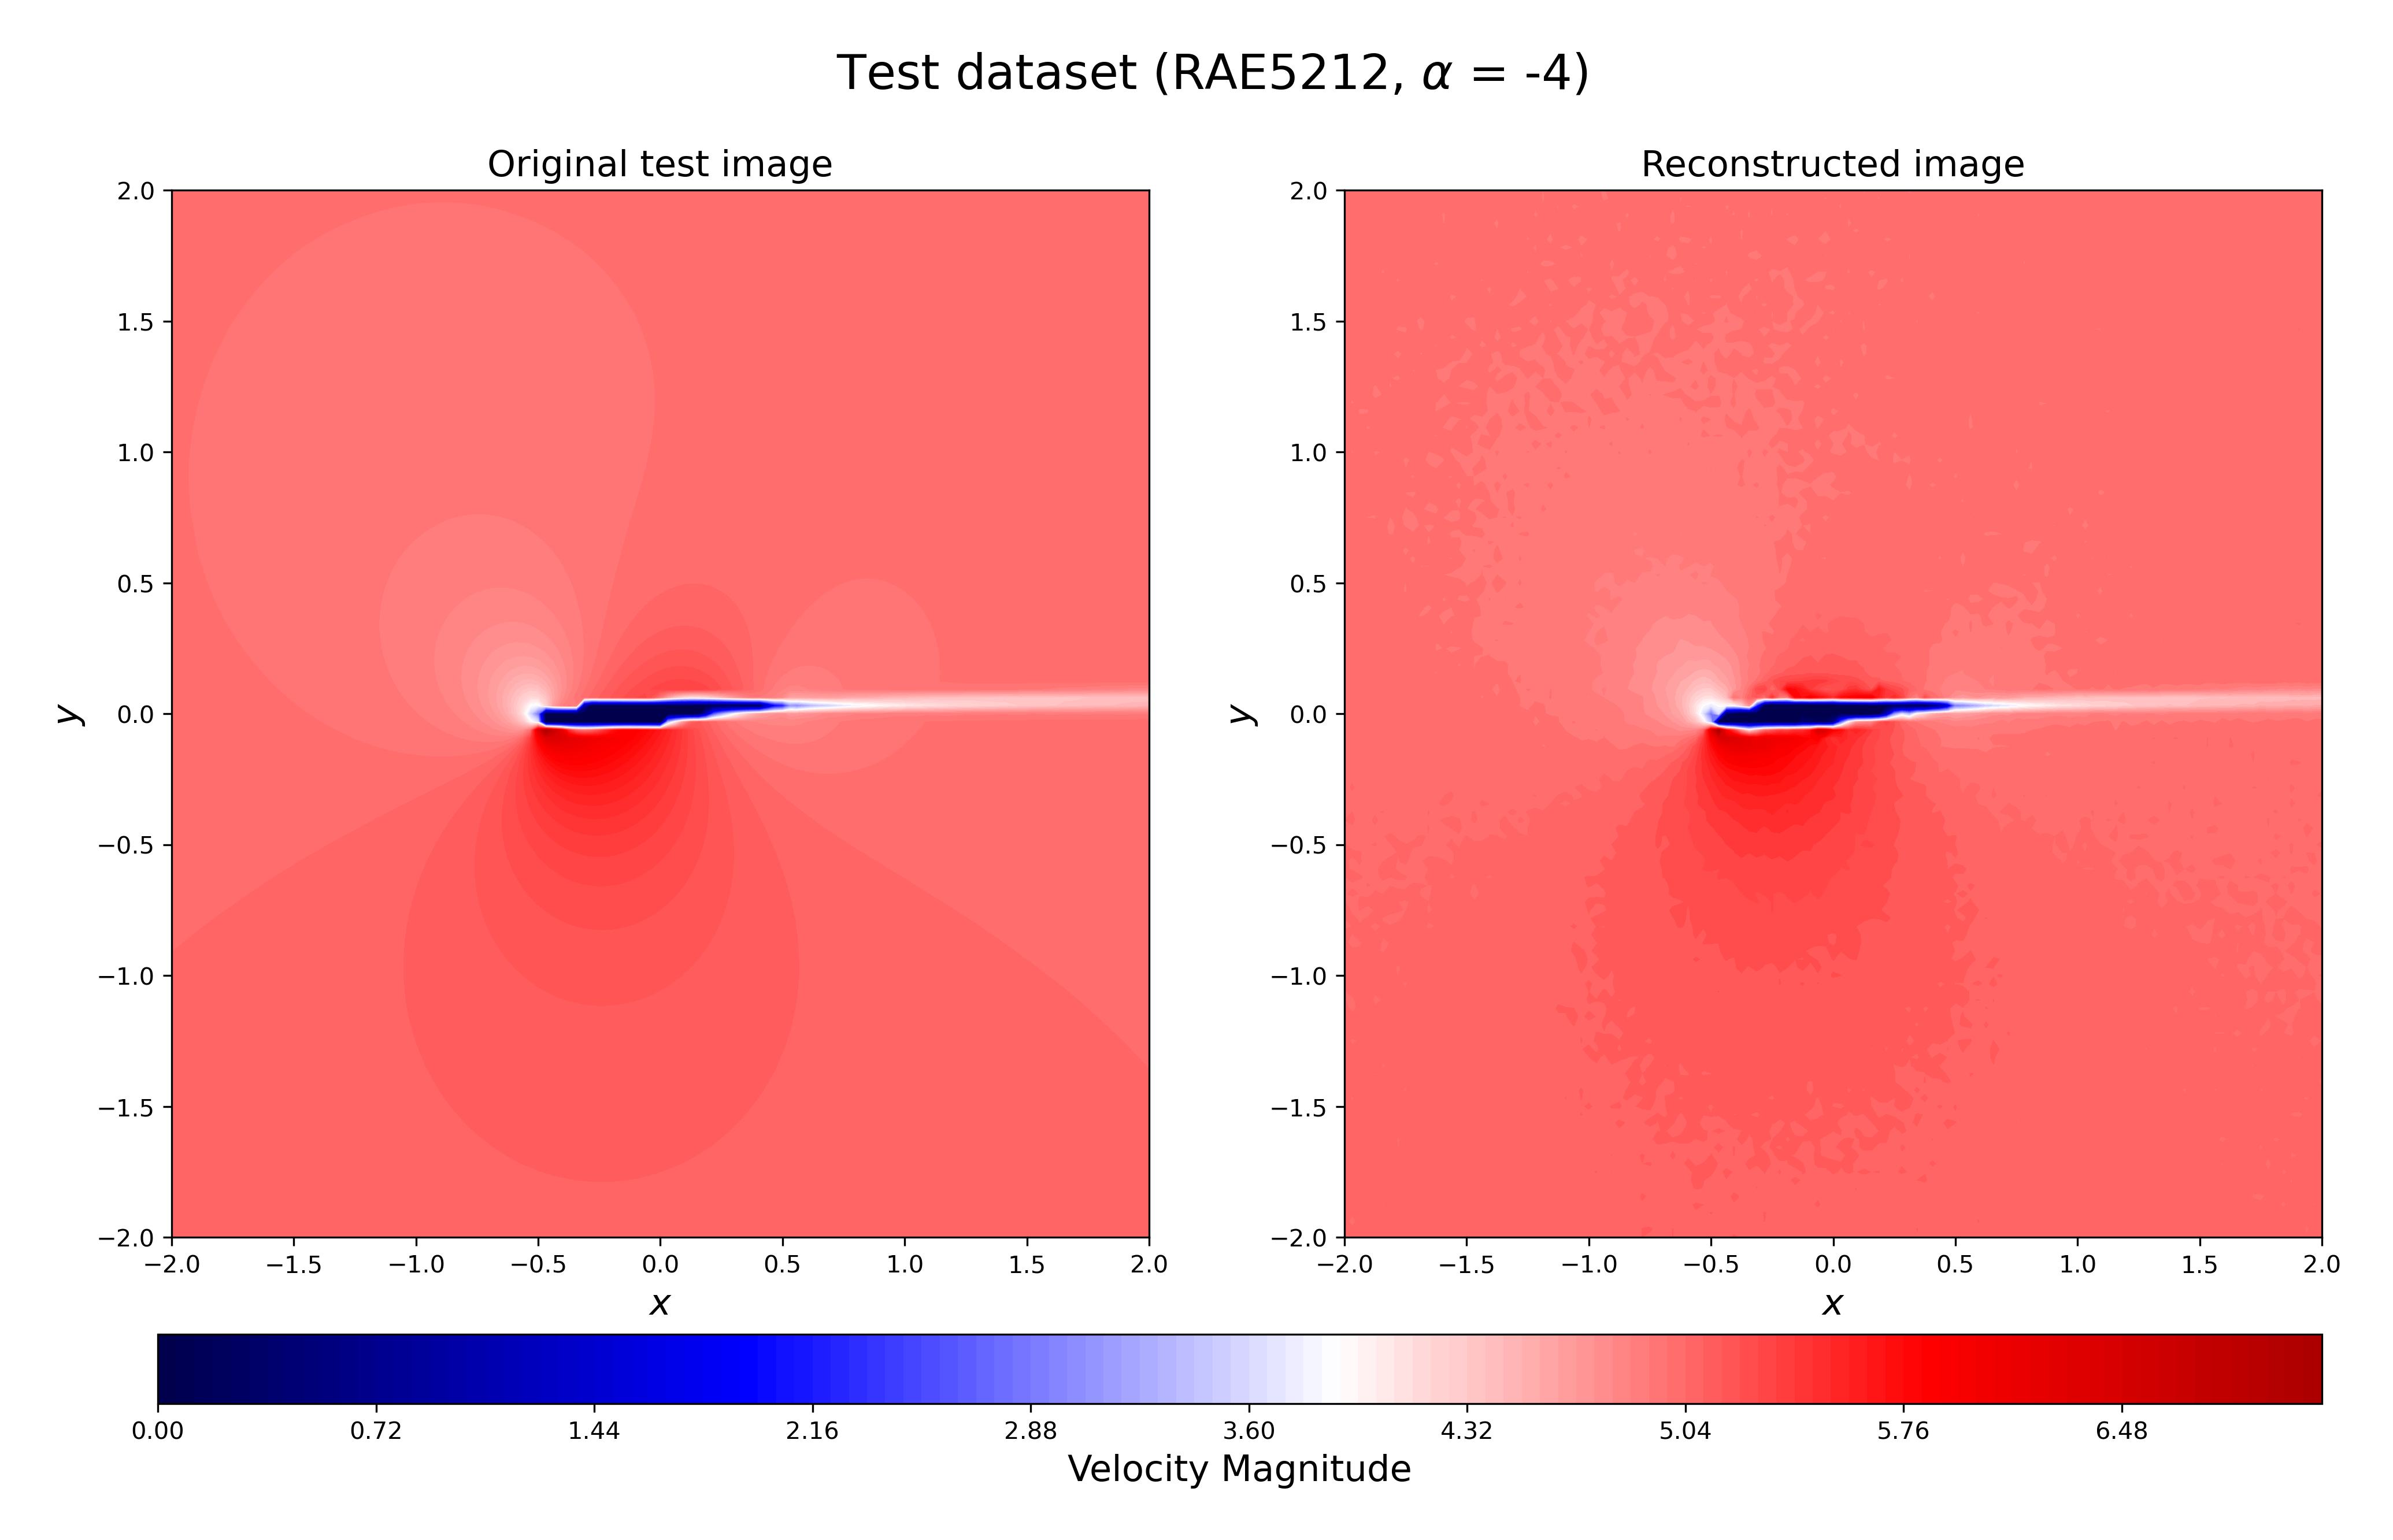 Test dataset (RAE5212, α = -4)
Original test image
Reconstructed image
2.0
1.5
1.0
0.5
0.0
−0.5
−1.0
−1.5
−2.0
y
−2.0 −1.5 −1.0 −0.5 0.0 0.5 1.0 1.5 2.0
x
2.0
1.5
1.0
0.5
0.0
−0.5
−1.0
−1.5
−2.0
y
−2.0 −1.5 −1.0 −0.5 0.0 0.5 1.0 1.5 2.0
x
0.00 0.72 1.44 2.16 2.88 3.60 4.32 5.04 5.76 6.48
Velocity Magnitude